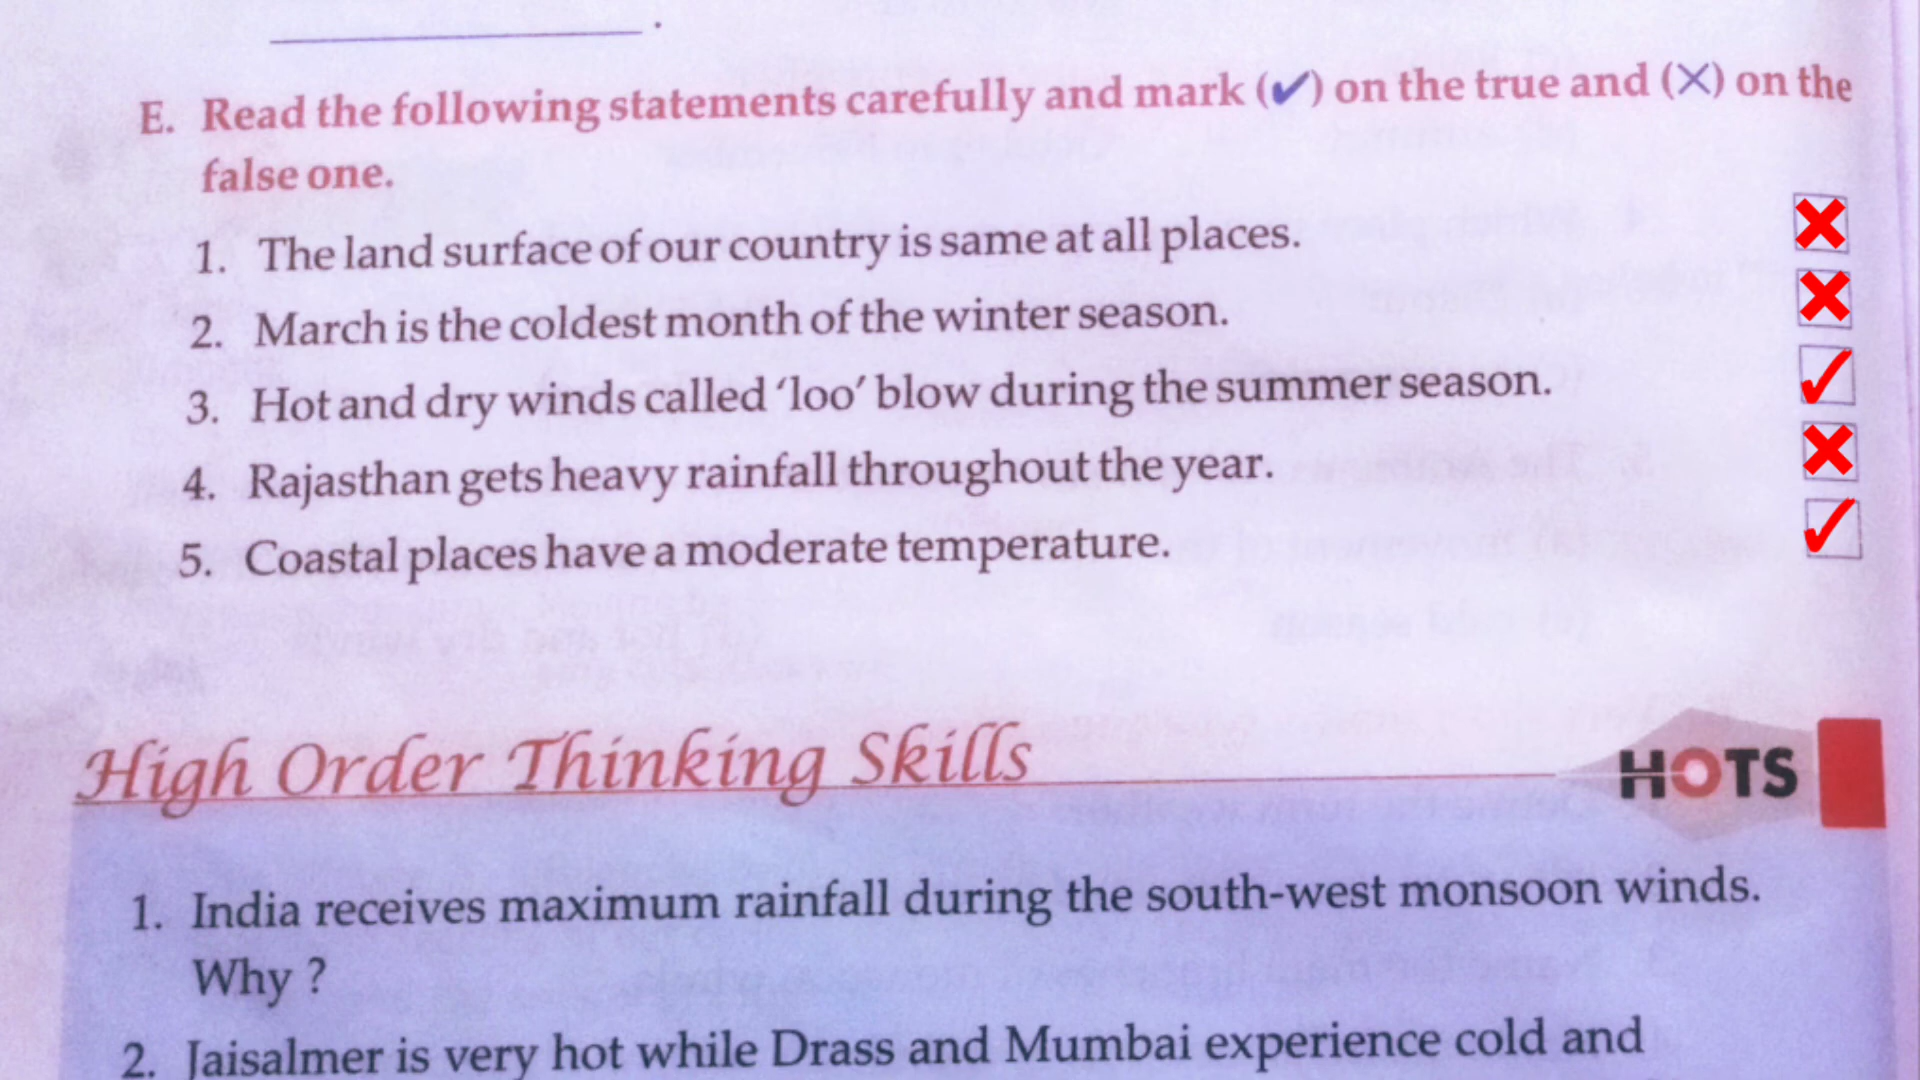 E. Read the following statements carefully and mark (✔) on the true and (✕) on the
false one.
1. The land surface of our country is same at all places. ✖
2. March is the coldest month of the winter season. ✖
3. Hot and dry winds called ‘loo’ blow during the summer season. ✓
4. Rajasthan gets heavy rainfall throughout the year. ✖
5. Coastal places have a moderate temperature. ✓
High Order Thinking Skills HOTS
1. India receives maximum rainfall during the south-west monsoon winds.
Why ?
2. Jaisalmer is very hot while Drass and Mumbai experience cold and